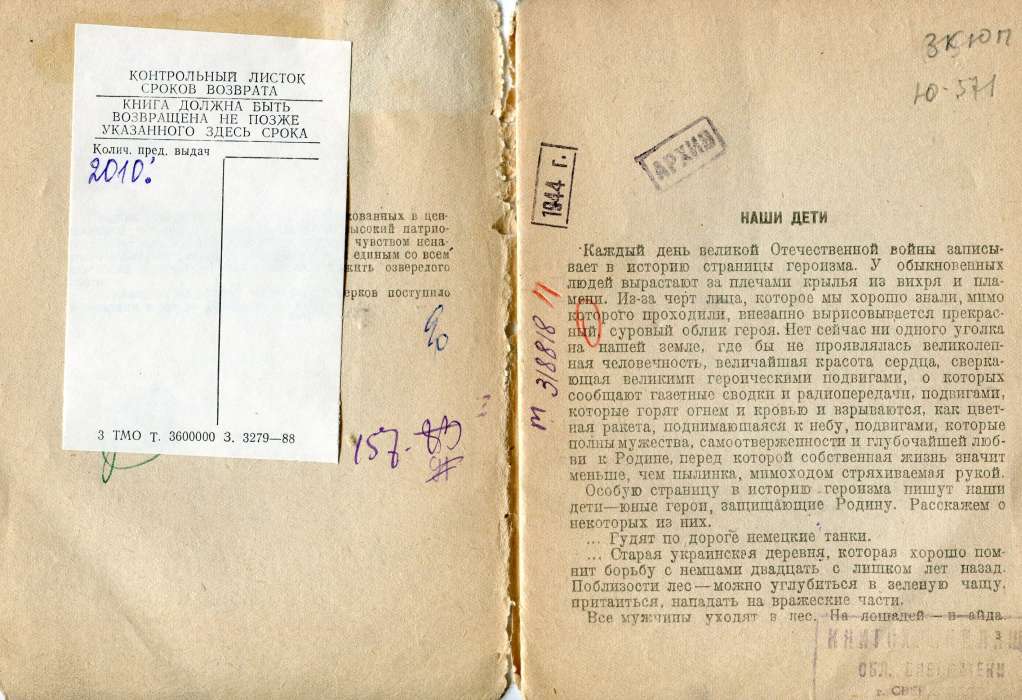 КОНТРОЛЬНЫЙ ЛИСТОК
СРОКОВ ВОЗВРАТА
КНИГА ДОЛЖНА БЫТЬ
ВОЗВРАЩЕНА НЕ ПОЗЖЕ
УКАЗАННОГО ЗДЕСЬ СРОКА
Колич. пред. выдач
2010.
3 ТМО Т. 3600000 З. 3279—88
кованных в цен-
ысокий патрио-
чувством нена-
единым со всем
жить озверелого
ерков поступило
157-
ЗКЮП
Ю-571
АРХИВ
1944 г.
т 318818
НАШИ ДЕТИ
Каждый день великой Отечественной войны записы-
вает в историю страницы героизма. У обыкновенных
людей вырастают за плечами крылья из вихря и пла-
мени. Из-за черт лица, которое мы хорошо знали, мимо
которого проходили, внезапно вырисовывается прекрас-
ный, суровый облик героя. Нет сейчас ни одного уголка
на нашей земле, где бы не проявлялась великолеп-
ная человечность, величайшая красота сердца, сверка-
ющая великими героическими подвигами, о которых
сообщают газетные сводки и радиопередачи, подвигами,
которые горят огнем и кровью и взрываются, как цвет-
ная ракета, поднимающаяся к небу, подвигами, которые
полны мужества, самоотверженности и глубочайшей люб-
ви к Родине, перед которой собственная жизнь значит
меньше, чем пылинка, мимоходом стряхиваемая рукой.
Особую страницу в историю героизма пишут наши
дети—юные герои, защищающие Родину. Расскажем о
некоторых из них.
... Гудят по дороге немецкие танки.
... Старая украинская деревня, которая хорошо пом-
нит борьбу с немцами двадцать с лишком лет назад.
Поблизости лес—можно углубиться в зеленую чащу,
притаиться, нападать на вражеские части.
Все мужчины уходят в лес. На лошадей—и айда.
3
ОБЛ.